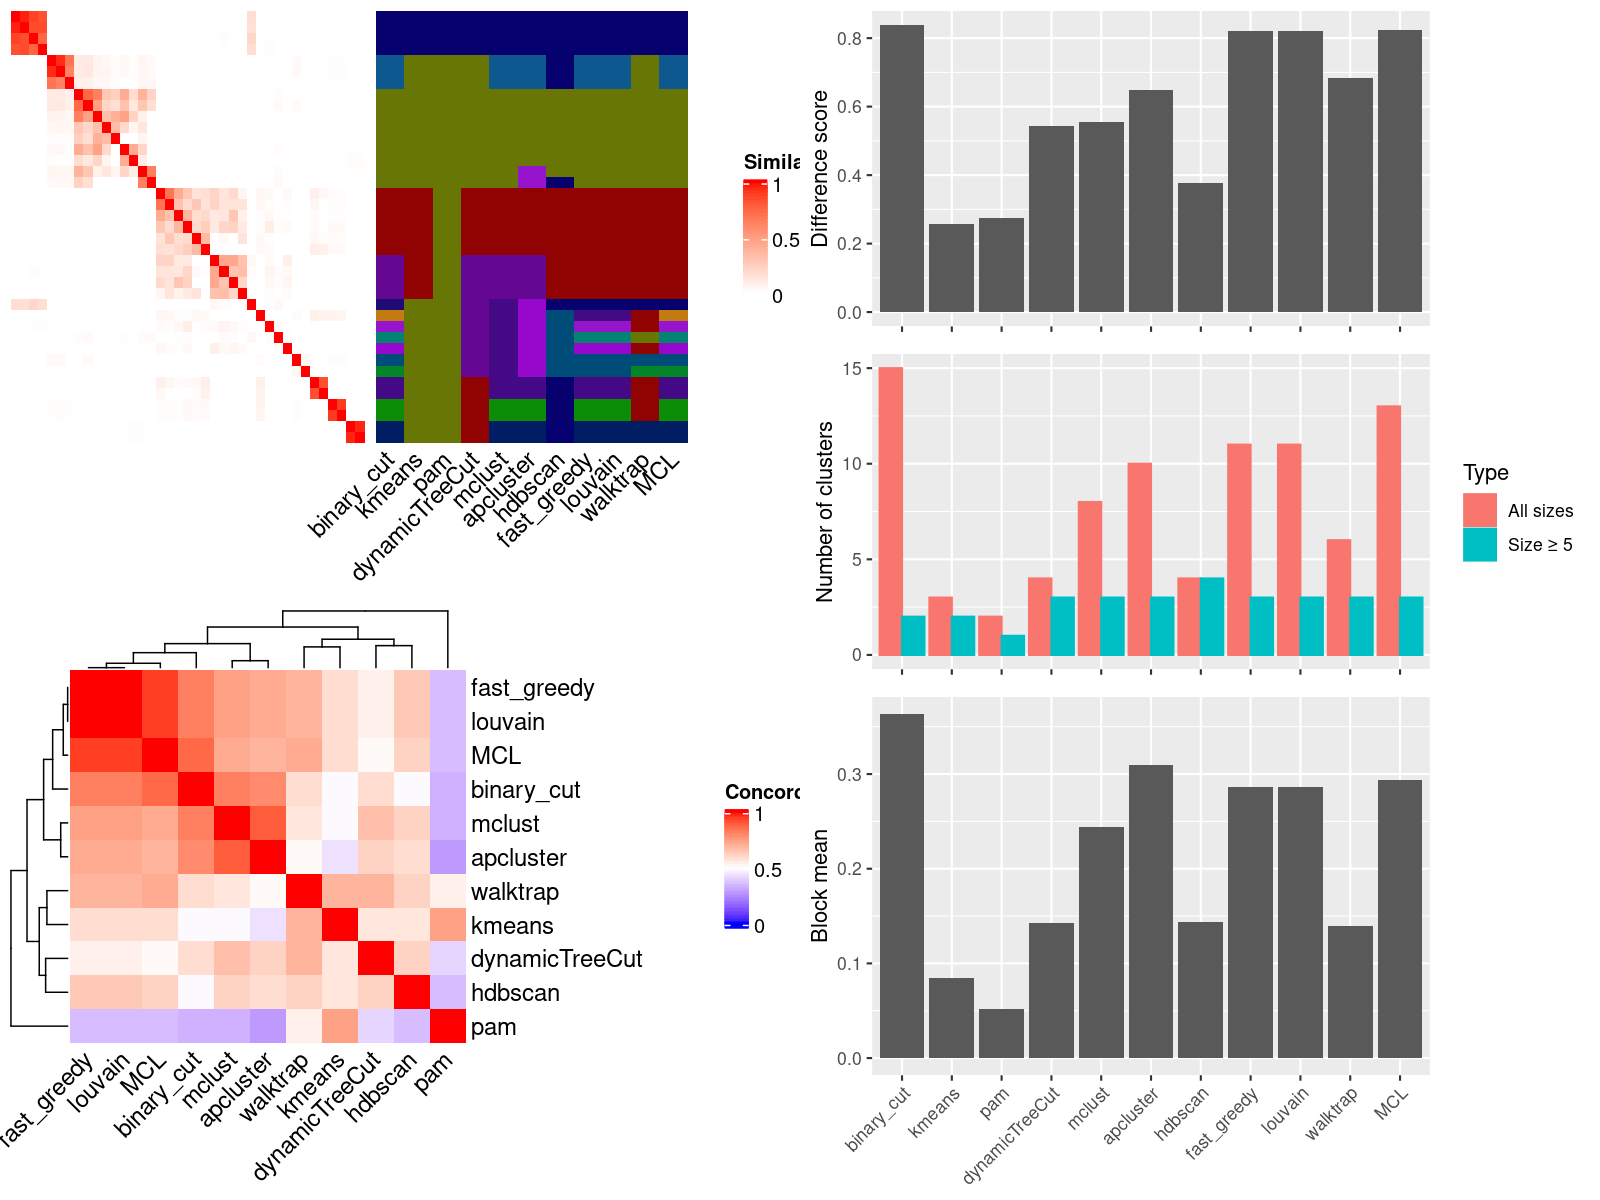 Simila
1
0.5
0
binary_cut
kmeans
pam
dynamicTreeCut
mclust
apcluster
hdbscan
fast_greedy
louvain
walktrap
MCL
fast_greedy
louvain
MCL
binary_cut
mclust
apcluster
walktrap
kmeans
dynamicTreeCut
hdbscan
pam
Concord
1
0.5
0
fast_greedy
louvain
MCL
binary_cut
mclust
apcluster
walktrap
kmeans
dynamicTreeCut
hdbscan
pam
Difference score
0.8
0.6
0.4
0.2
0.0
Number of clusters
15
10
5
0
Type
All sizes
Size ≥ 5
Block mean
0.3
0.2
0.1
0.0
binary_cut
kmeans
pam
dynamicTreeCut
mclust
apcluster
hdbscan
fast_greedy
louvain
walktrap
MCL